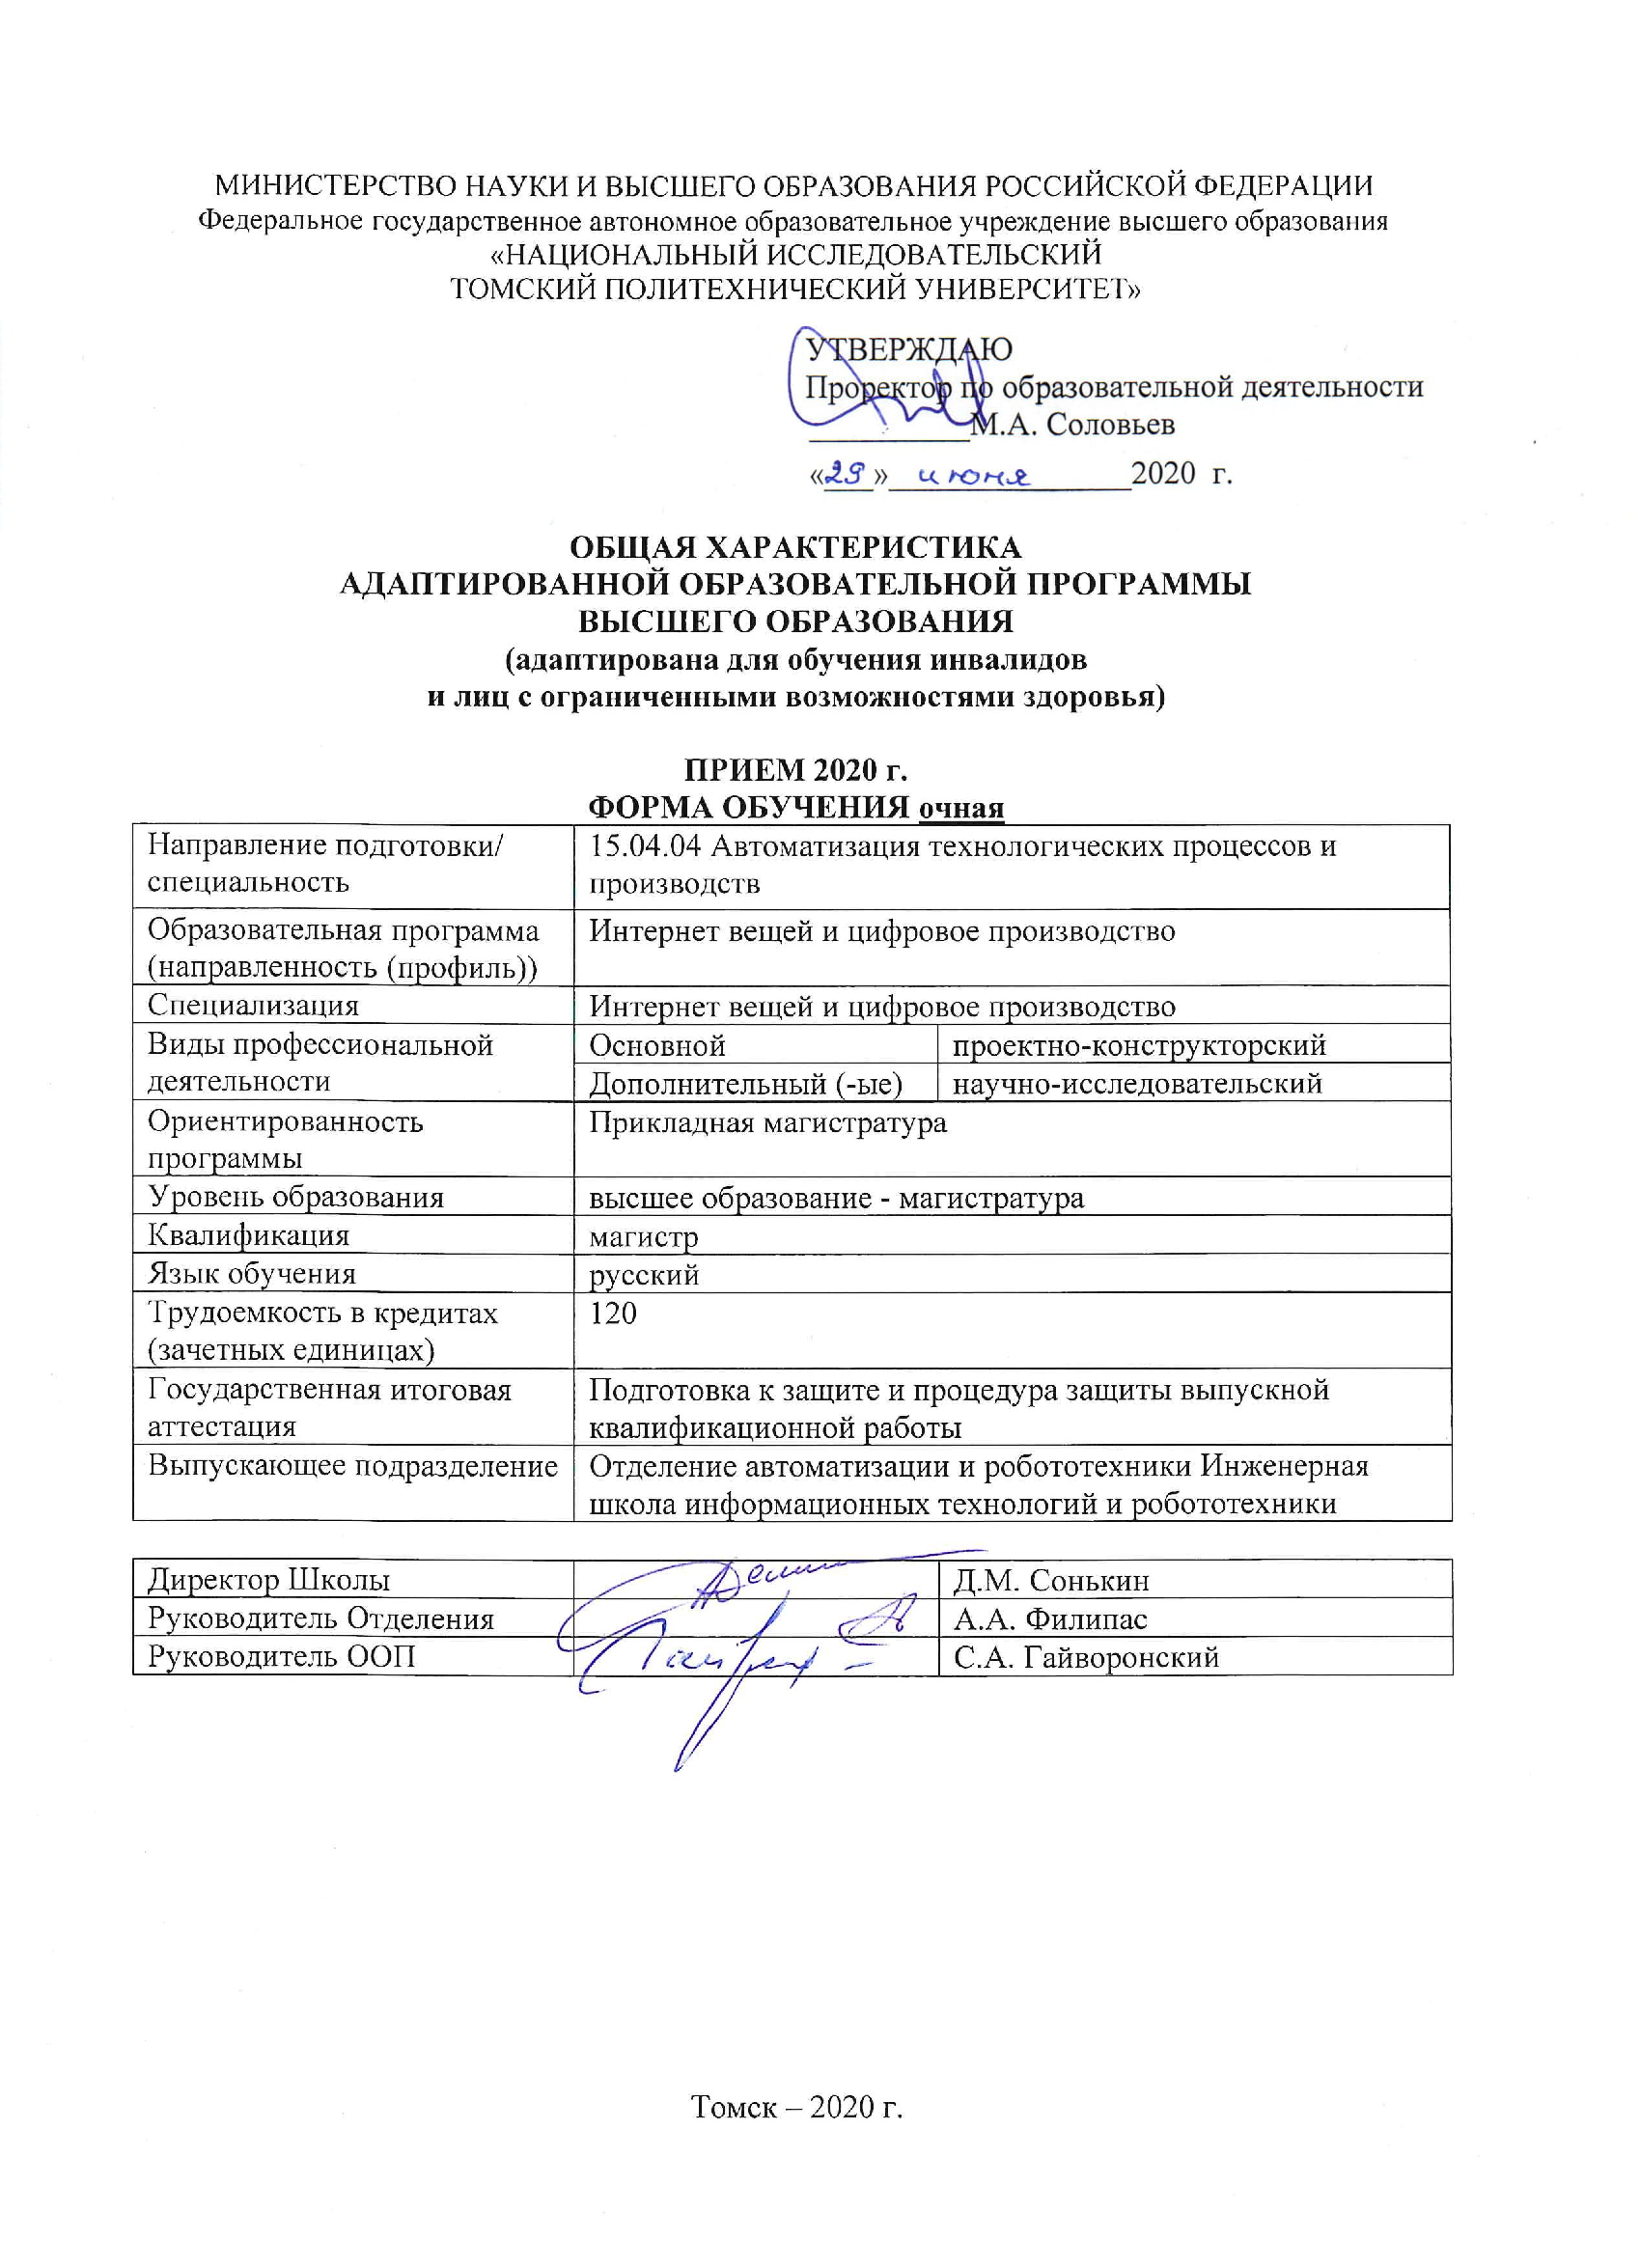 МИНИСТЕРСТВО НАУКИ И ВЫСШЕГО ОБРАЗОВАНИЯ РОССИЙСКОЙ ФЕДЕРАЦИИ
Федеральное государственное автономное образовательное учреждение высшего образования
«НАЦИОНАЛЬНЫЙ ИССЛЕДОВАТЕЛЬСКИЙ
ТОМСКИЙ ПОЛИТЕХНИЧЕСКИЙ УНИВЕРСИТЕТ»
УТВЕРЖДАЮ
Проректор по образовательной деятельности
__________М.А. Соловьев
«29» июня 2020 г.
ОБЩАЯ ХАРАКТЕРИСТИКА
АДАПТИРОВАННОЙ ОБРАЗОВАТЕЛЬНОЙ ПРОГРАММЫ
ВЫСШЕГО ОБРАЗОВАНИЯ
(адаптирована для обучения инвалидов
и лиц с ограниченными возможностями здоровья)
ПРИЕМ 2020 г.
ФОРМА ОБУЧЕНИЯ очная
Направление подготовки/
специальность
15.04.04 Автоматизация технологических процессов и
производств
Образовательная программа
(направленность (профиль))
Интернет вещей и цифровое производство
Специализация
Интернет вещей и цифровое производство
Виды профессиональной
деятельности
Основной
проектно-конструкторский
Дополнительный (-ые)
научно-исследовательский
Ориентированность
программы
Прикладная магистратура
Уровень образования
высшее образование - магистратура
Квалификация
магистр
Язык обучения
русский
Трудоемкость в кредитах
(зачетных единицах)
120
Государственная итоговая
аттестация
Подготовка к защите и процедура защиты выпускной
квалификационной работы
Выпускающее подразделение
Отделение автоматизации и робототехники Инженерная
школа информационных технологий и робототехники
Директор Школы
Д.М. Сонькин
Руководитель Отделения
А.А. Филипас
Руководитель ООП
С.А. Гайворонский
Томск – 2020 г.